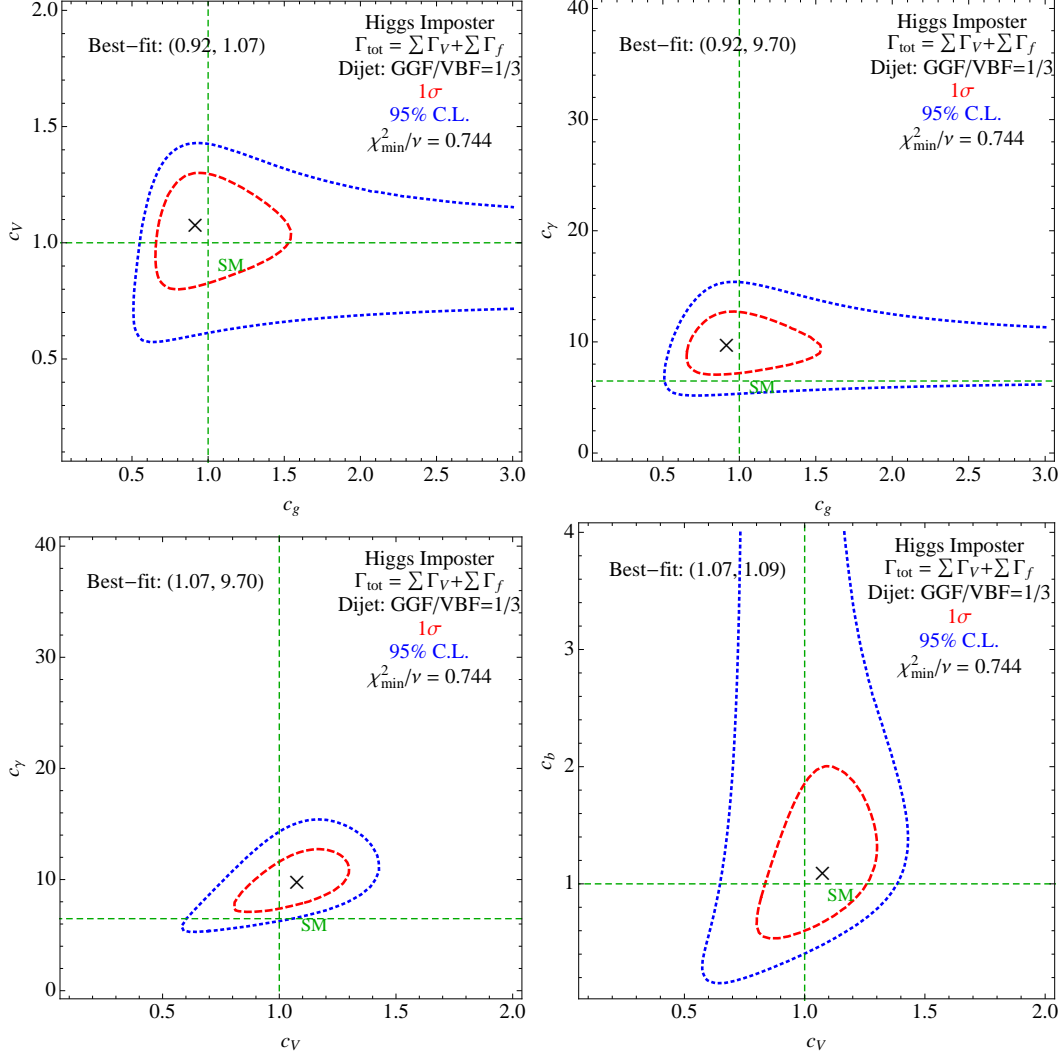 Best−fit: (0.92, 1.07)
Higgs Imposter
Γtot = ∑ ΓV+∑ Γf
Dijet: GGF/VBF=1/3
1σ
95% C.L.
χ²min/ν = 0.744
SM
2.0
1.5
1.0
0.5
cV
0.5 1.0 1.5 2.0 2.5 3.0
cg
Best−fit: (0.92, 9.70)
Higgs Imposter
Γtot = ∑ ΓV+∑ Γf
Dijet: GGF/VBF=1/3
1σ
95% C.L.
χ²min/ν = 0.744
SM
40
30
20
10
0
cγ
0.5 1.0 1.5 2.0 2.5 3.0
cg
Best−fit: (1.07, 9.70)
Higgs Imposter
Γtot = ∑ ΓV+∑ Γf
Dijet: GGF/VBF=1/3
1σ
95% C.L.
χ²min/ν = 0.744
SM
40
30
20
10
0
cγ
0.5 1.0 1.5 2.0
cV
Best−fit: (1.07, 1.09)
Higgs Imposter
Γtot = ∑ ΓV+∑ Γf
Dijet: GGF/VBF=1/3
1σ
95% C.L.
χ²min/ν = 0.744
SM
4
3
2
1
cb
0.5 1.0 1.5 2.0
cV